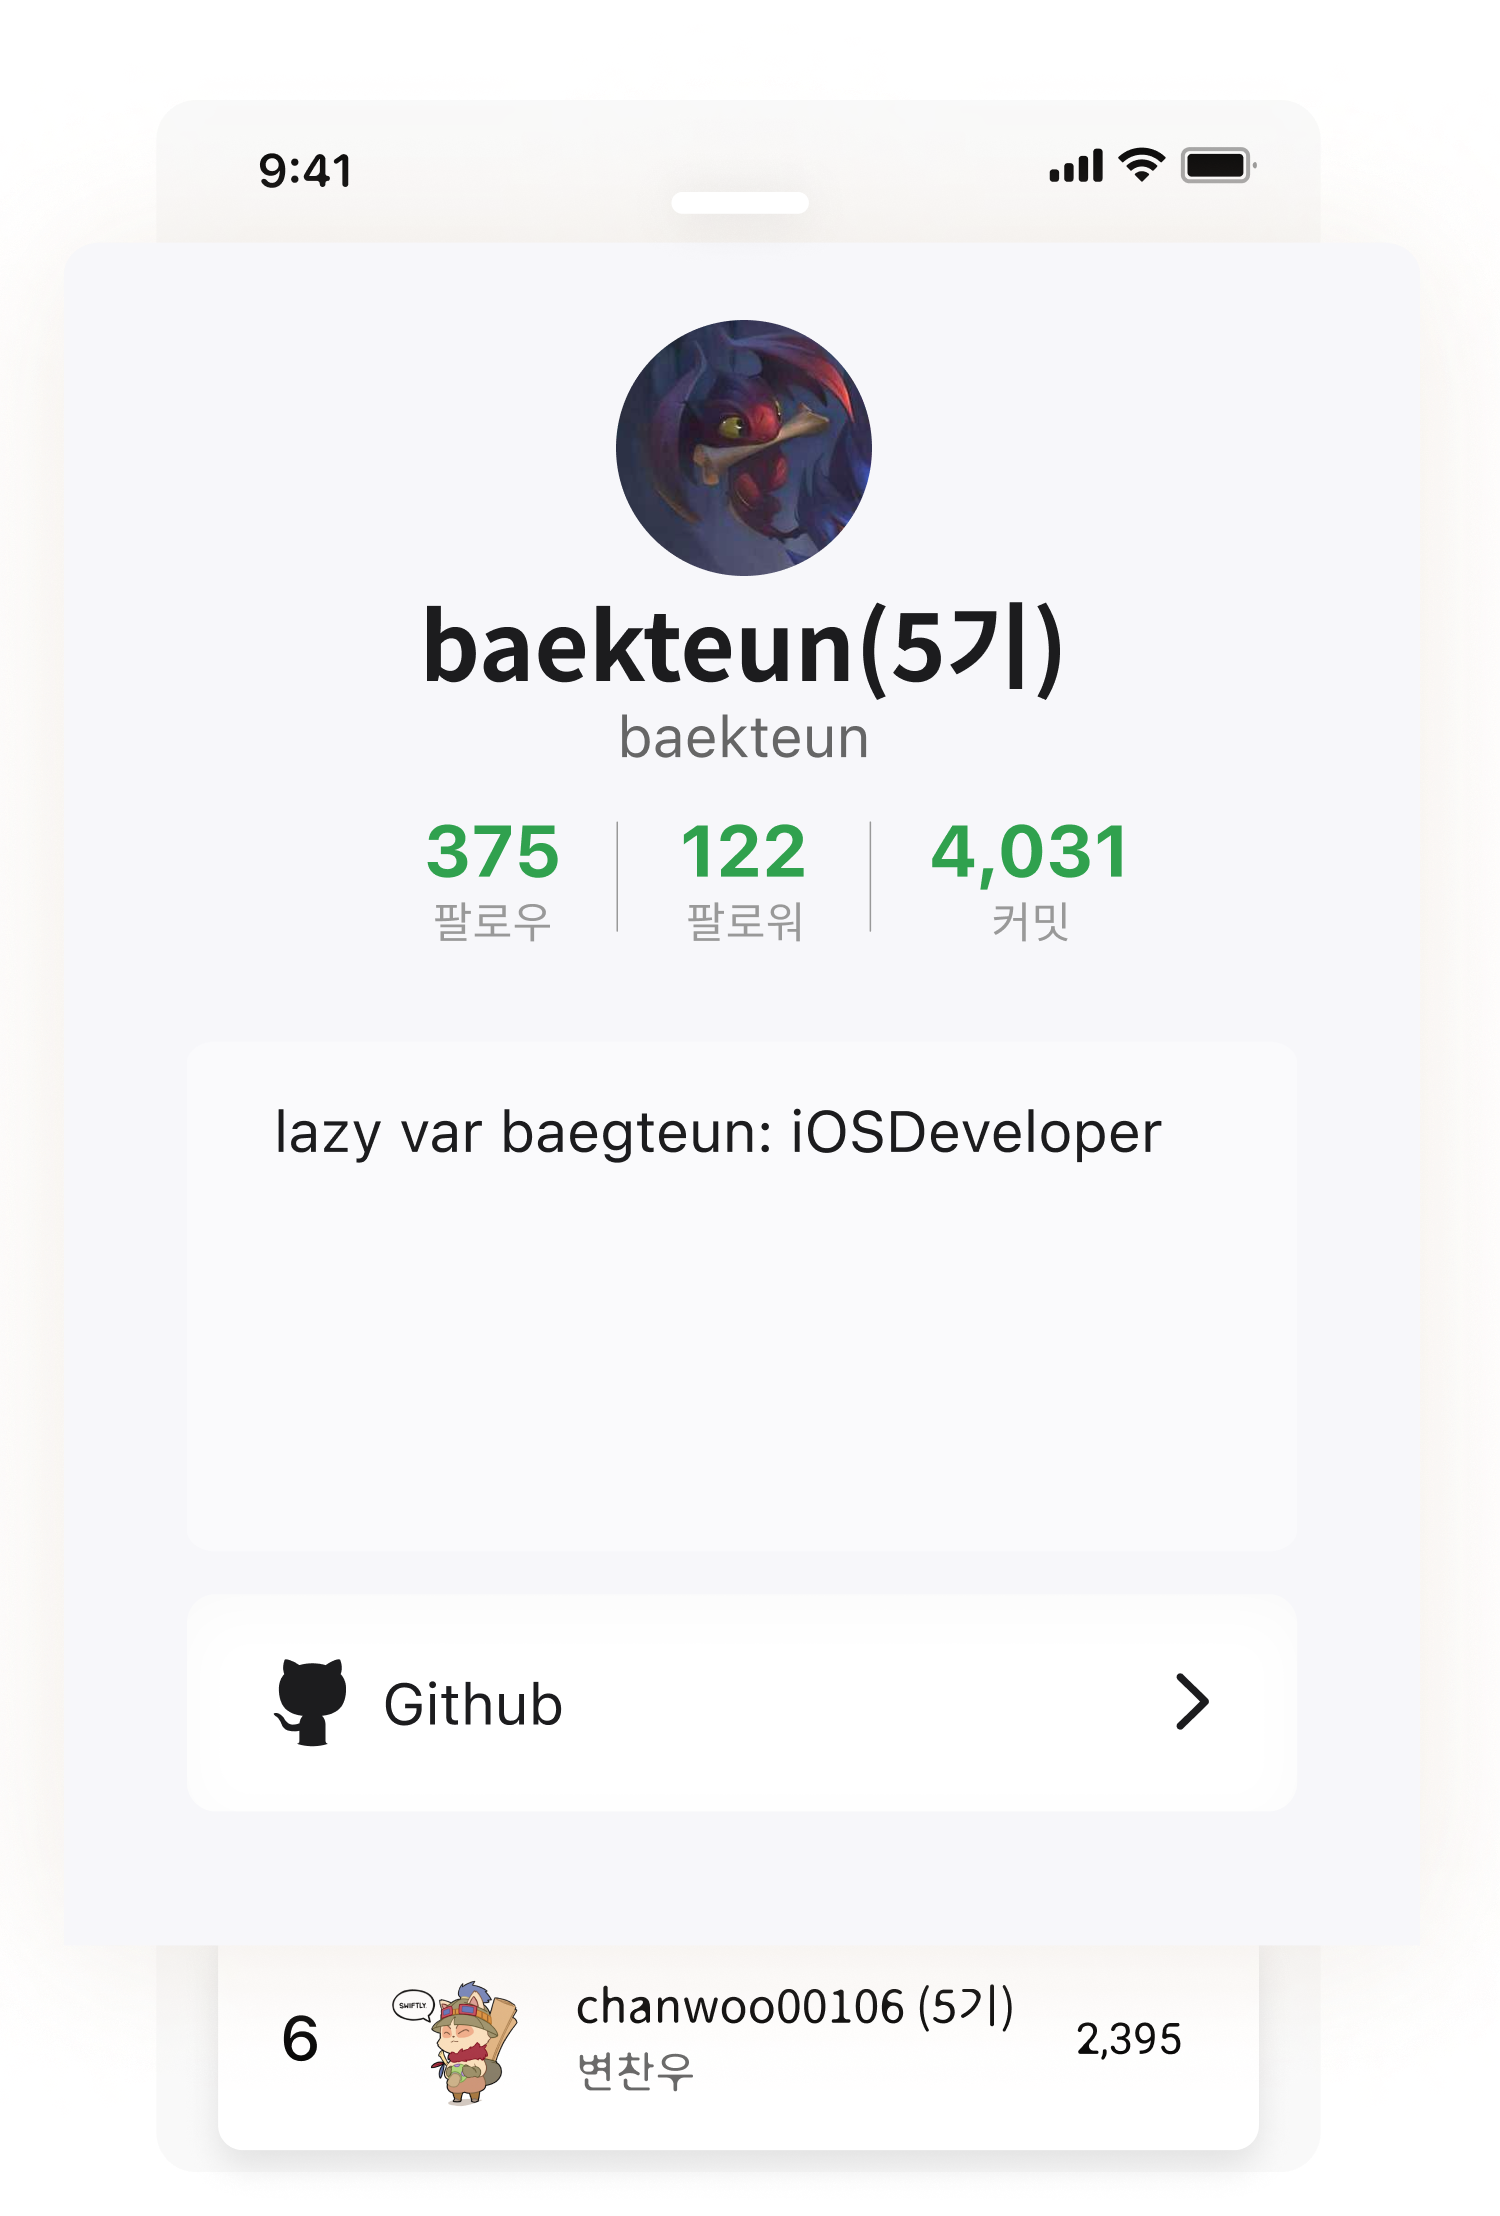 9:41
baekteun(5기)
baekteun
375 122 4,031
팔로우 팔로워 커밋
lazy var baegteun: iOSDeveloper
Github
6 SWIFTLY. chanwoo00106 (5기) 2,395
변찬우